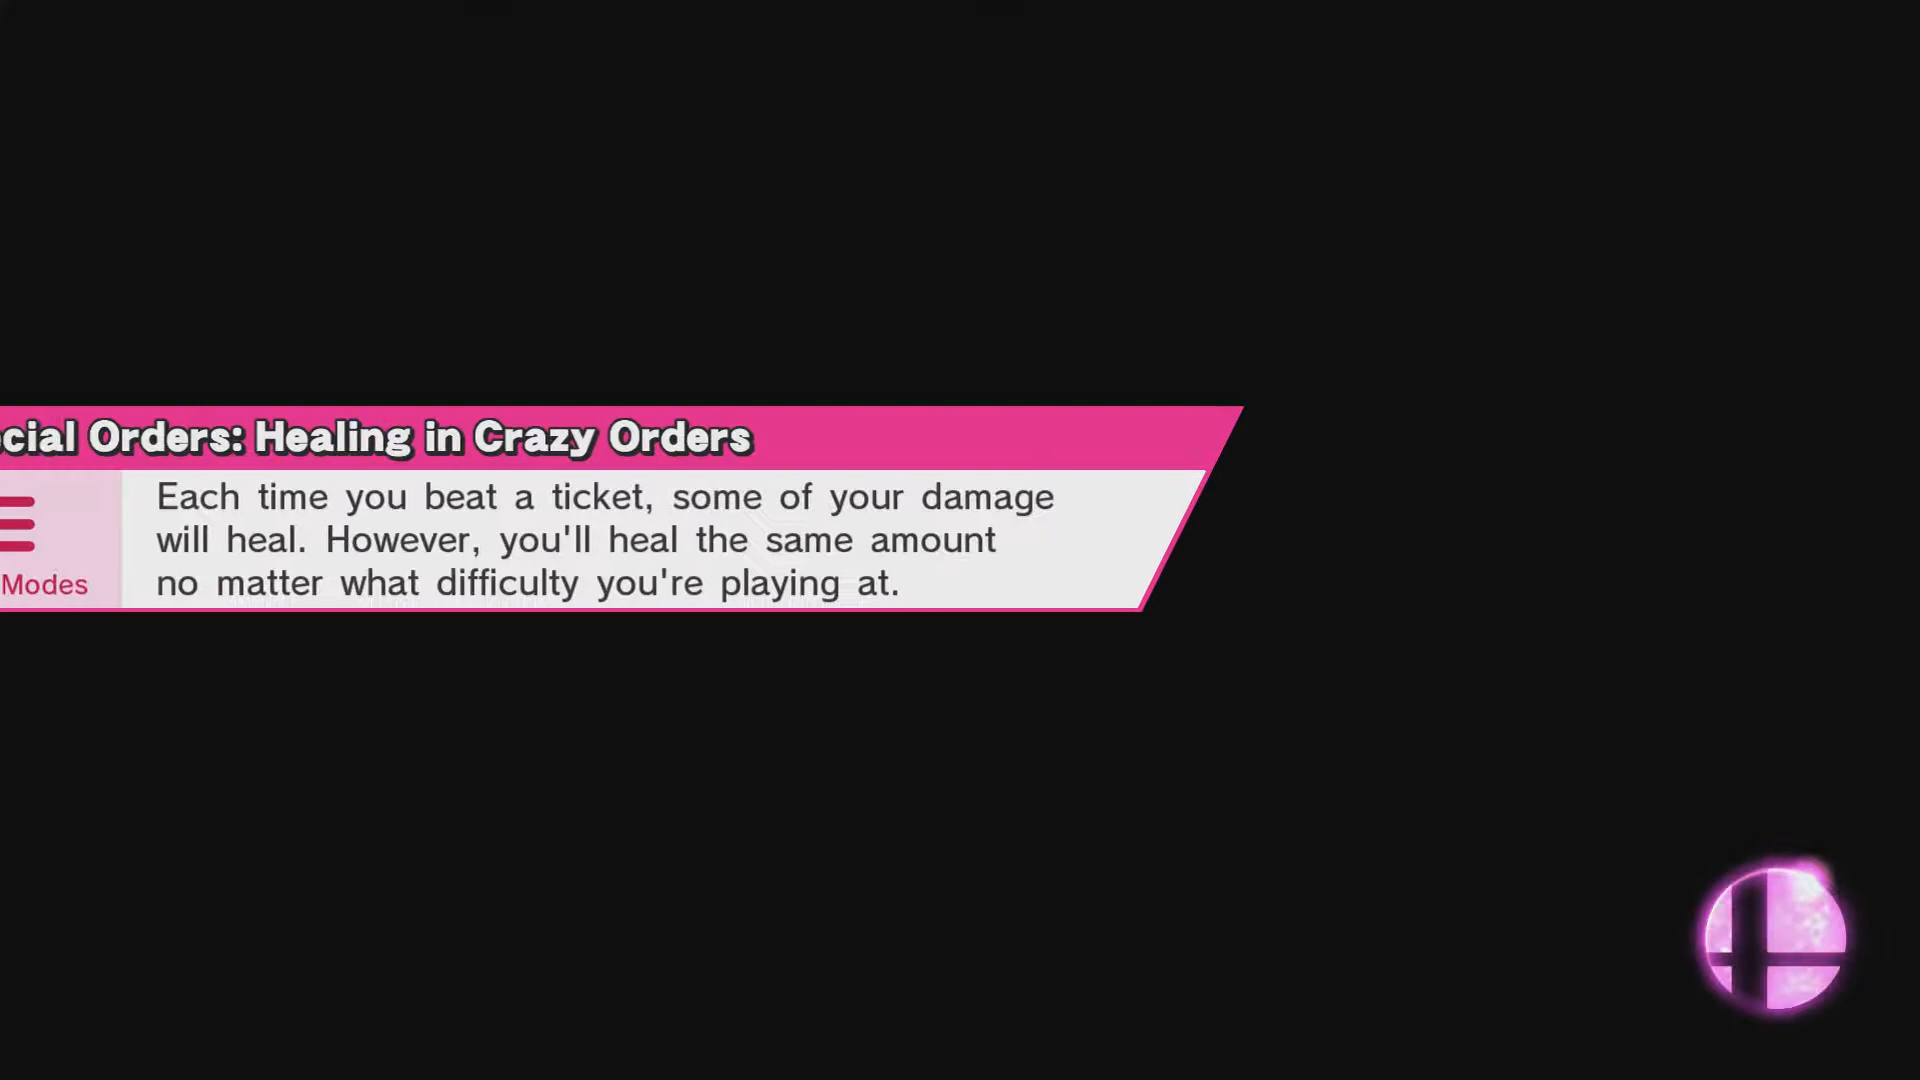 cial Orders: Healing in Crazy Orders
Each time you beat a ticket, some of your damage
will heal. However, you'll heal the same amount
no matter what difficulty you're playing at.
Modes